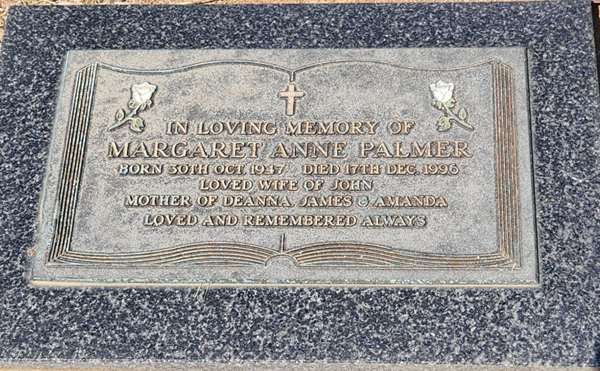 IN LOVING MEMORY OF
MARGARET ANNE PALMER
BORN 30TH OCT. 1937 DIED 17TH DEC. 1996
LOVED WIFE OF JOHN
MOTHER OF DEANNA, JAMES & AMANDA
LOVED AND REMEMBERED ALWAYS